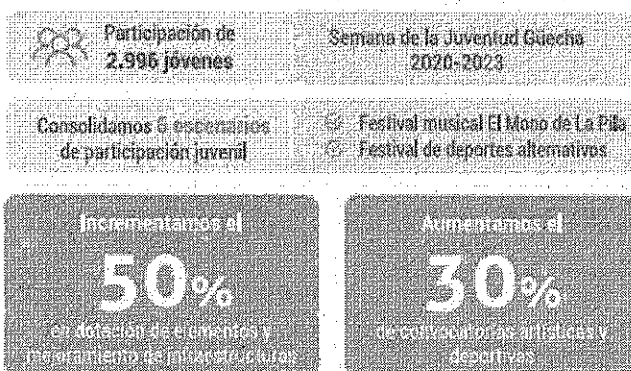 Participación de
2.996 jóvenes
Semana de la Juventud Güecha
2020-2023
Consolidamos 6 escenarios
de participación juvenil
Festival musical El Mono de La Pila
Festival de deportes alternativos
Incrementamos el
50%
en dotación de elementos y
mejoramiento de infraestructuras
Aumentamos el
30%
de convocatorias artísticas y
deportivas